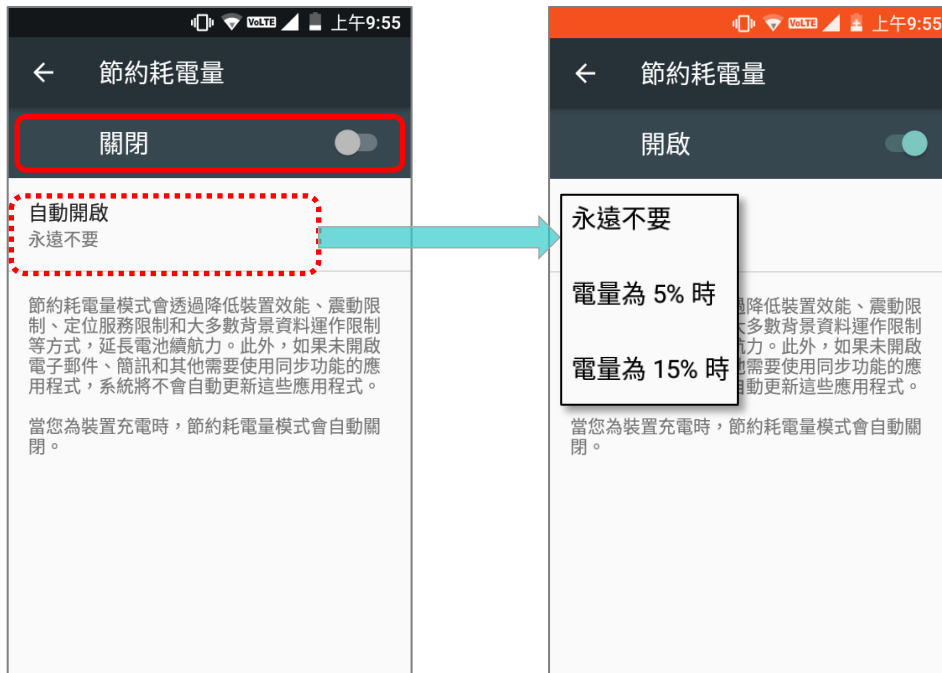 VoLTE 上午9:55
節約耗電量
關閉
自動開啟
永遠不要
節約耗電量模式會透過降低裝置效能、震動限
制、定位服務限制和大多數背景資料運作限制
等方式，延長電池續航力。此外，如果未開啟
電子郵件、簡訊和其他需要使用同步功能的應
用程式，系統將不會自動更新這些應用程式。
當您為裝置充電時，節約耗電量模式會自動關
閉。
VoLTE 上午9:55
節約耗電量
開啟
永遠不要
電量為 5% 時
電量為 15% 時
過降低裝置效能、震動限
大多數背景資料運作限制
航力。此外，如果未開啟
他需要使用同步功能的應
自動更新這些應用程式。
當您為裝置充電時，節約耗電量模式會自動關
閉。